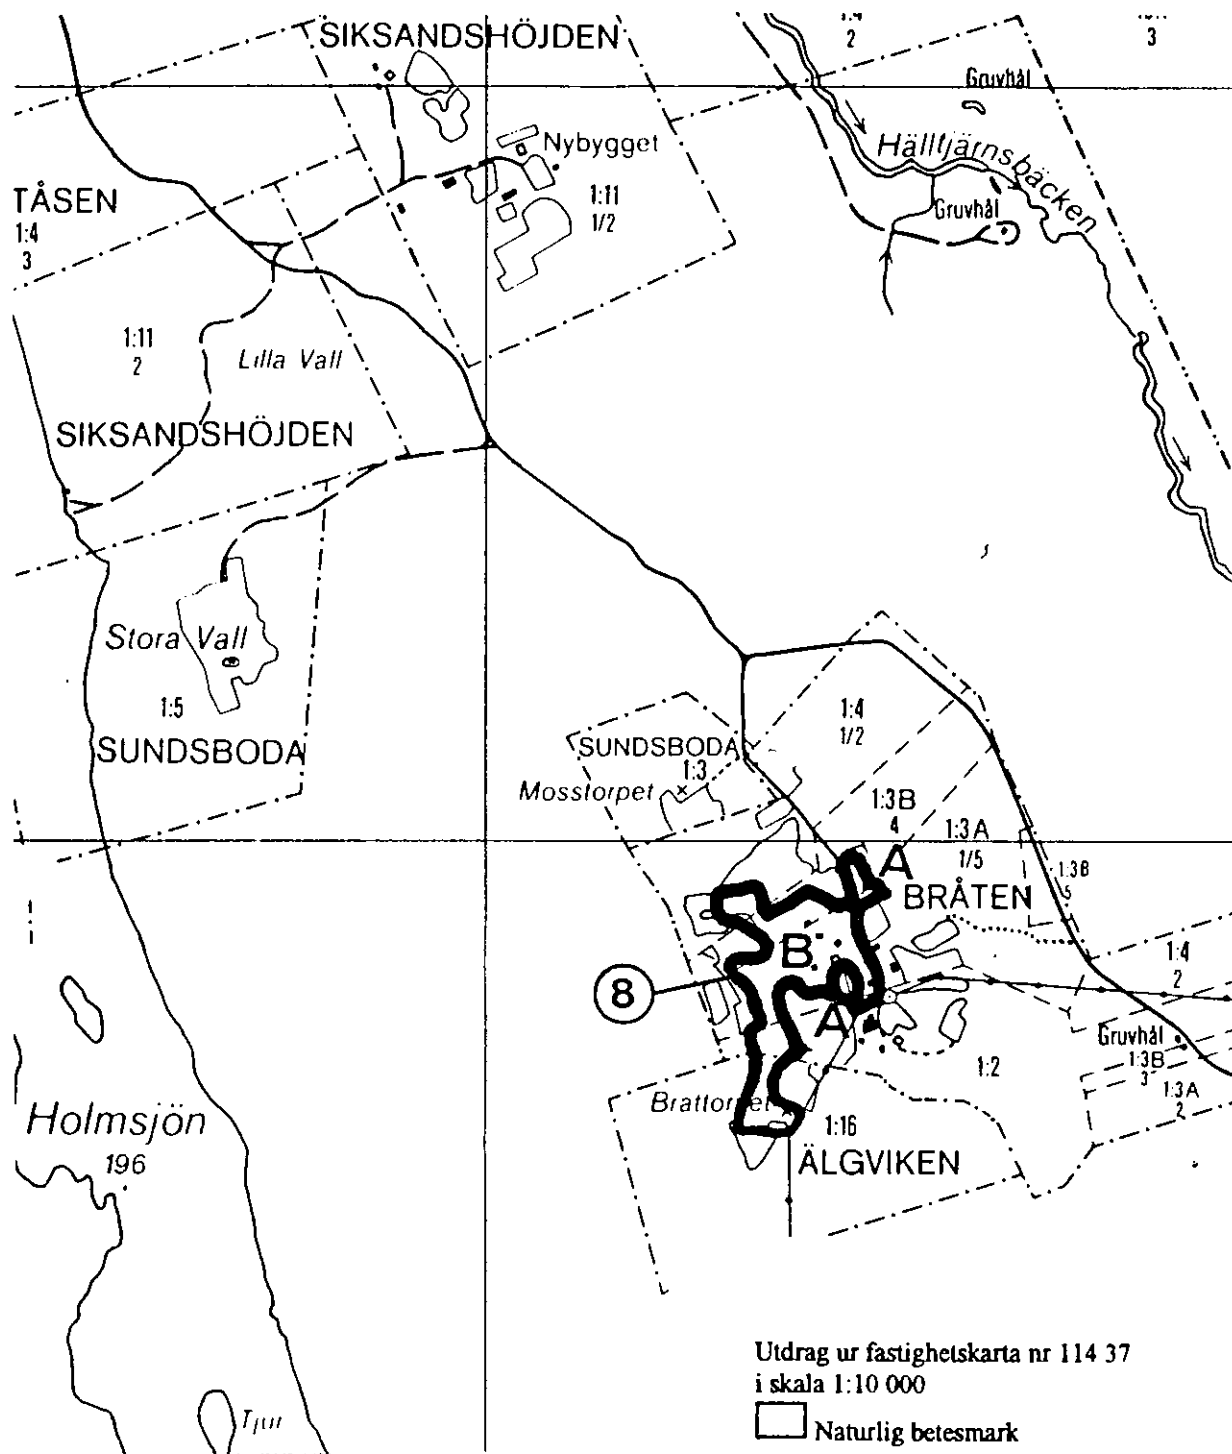 SIKSANDSHÖJDEN
1:4
2
3
Gruvhål
Nybygget
Hälltjärnsbäcken
TÅSEN
1:4
3
1:11
1/2
Gruvhål
1:11
2
Lilla Vall
SIKSANDSHÖJDEN
Stora Vall
1:5
SUNDSBODA
1:4
1/2
SUNDSBODA
1:3
Mosstorpet
1:3B
4
1:3A
1/5
1:3B
5
A
BRÅTEN
B
1:4
2
8
A
Gruvhål
1:3B
3
1:2
1:3A
2
Brattorpet
1:16
Holmsjön
196
ÄLGVIKEN
Utdrag ur fastighetskarta nr 114 37
i skala 1:10 000
Naturlig betesmark